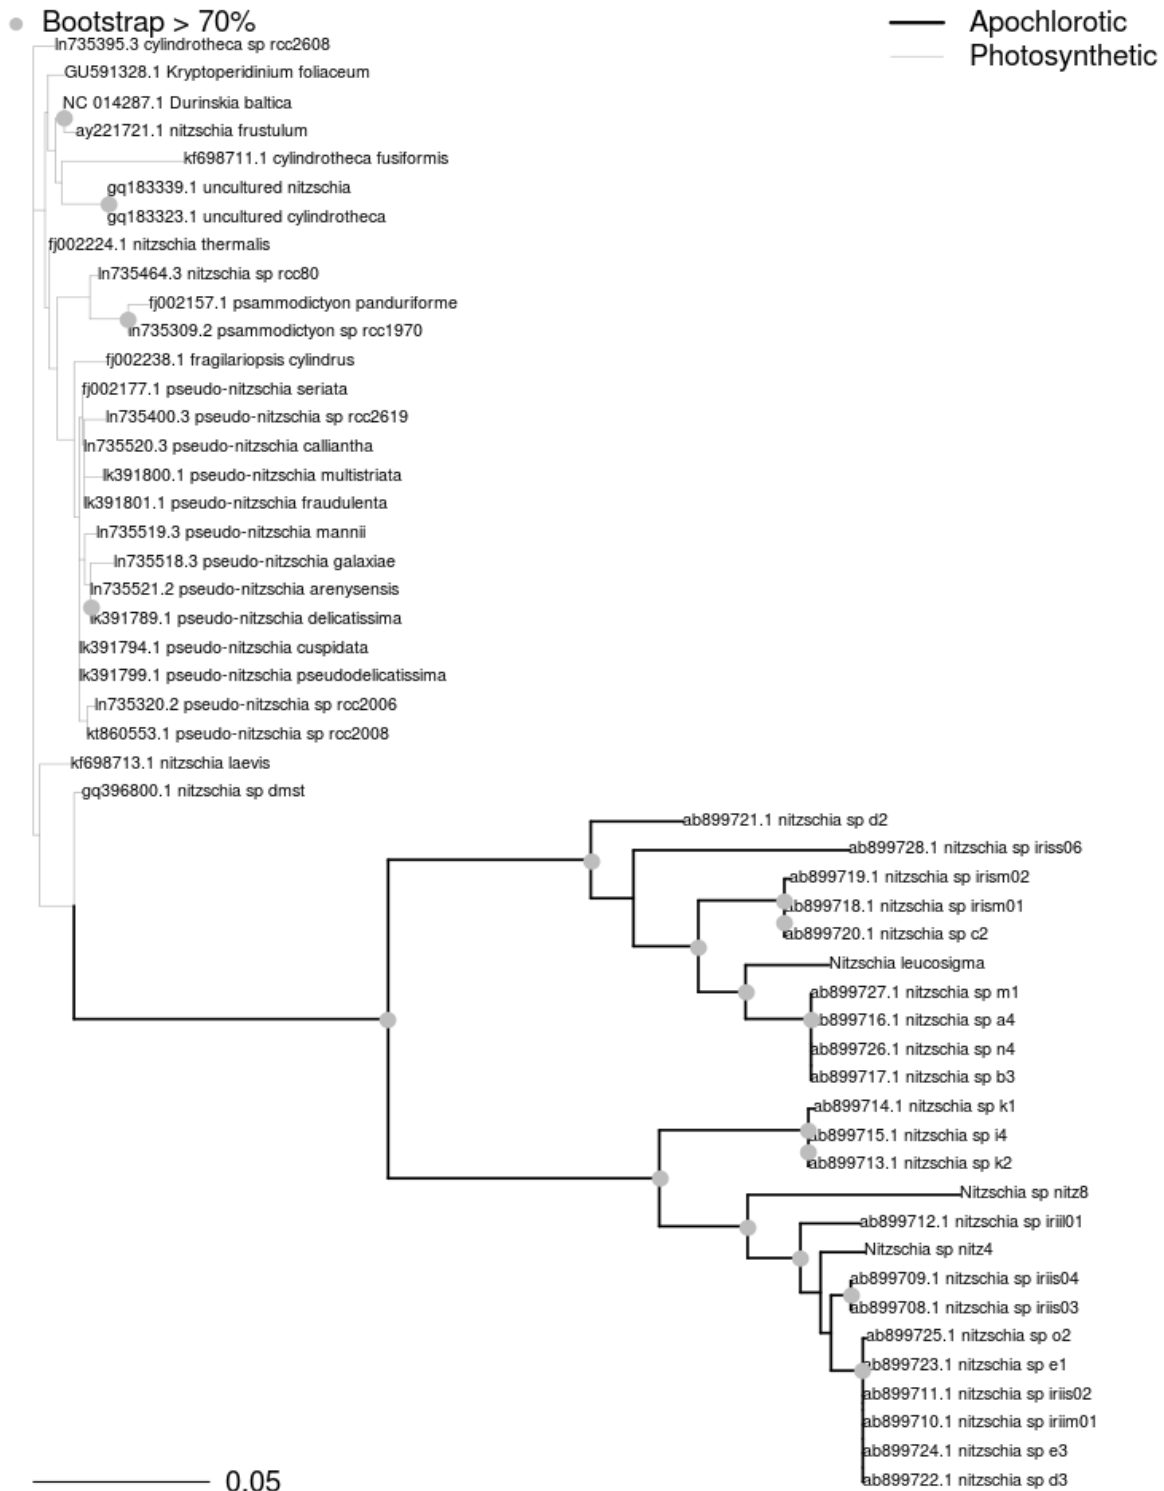 Bootstrap > 70%
Apochlorotic
Photosynthetic
ln735395.3 cylindrotheca sp rcc2608
GU591328.1 Kryptoperidinium foliaceum
NC 014287.1 Durinskia baltica
ay221721.1 nitzschia frustulum
kf698711.1 cylindrotheca fusiformis
gq183339.1 uncultured nitzschia
gq183323.1 uncultured cylindrotheca
fj002224.1 nitzschia thermalis
ln735464.3 nitzschia sp rcc80
fj002157.1 psammodictyon panduriforme
ln735309.2 psammodictyon sp rcc1970
fj002238.1 fragilariopsis cylindrus
fj002177.1 pseudo-nitzschia seriata
ln735400.3 pseudo-nitzschia sp rcc2619
ln735520.3 pseudo-nitzschia calliantha
lk391800.1 pseudo-nitzschia multistriata
lk391801.1 pseudo-nitzschia fraudulenta
ln735519.3 pseudo-nitzschia mannii
ln735518.3 pseudo-nitzschia galaxiae
ln735521.2 pseudo-nitzschia arenysensis
lk391789.1 pseudo-nitzschia delicatissima
lk391794.1 pseudo-nitzschia cuspidata
lk391799.1 pseudo-nitzschia pseudodelicatissima
ln735320.2 pseudo-nitzschia sp rcc2006
kt860553.1 pseudo-nitzschia sp rcc2008
kf698713.1 nitzschia laevis
gq396800.1 nitzschia sp dmst
ab899721.1 nitzschia sp d2
ab899728.1 nitzschia sp iriss06
ab899719.1 nitzschia sp irism02
ab899718.1 nitzschia sp irism01
ab899720.1 nitzschia sp c2
Nitzschia leucosigma
ab899727.1 nitzschia sp m1
ab899716.1 nitzschia sp a4
ab899726.1 nitzschia sp n4
ab899717.1 nitzschia sp b3
ab899714.1 nitzschia sp k1
ab899715.1 nitzschia sp i4
ab899713.1 nitzschia sp k2
Nitzschia sp nitz8
ab899712.1 nitzschia sp iriil01
Nitzschia sp nitz4
ab899709.1 nitzschia sp iriis04
ab899708.1 nitzschia sp iriis03
ab899725.1 nitzschia sp o2
ab899723.1 nitzschia sp e1
ab899711.1 nitzschia sp iriis02
ab899710.1 nitzschia sp iriim01
ab899724.1 nitzschia sp e3
ab899722.1 nitzschia sp d3
0.05